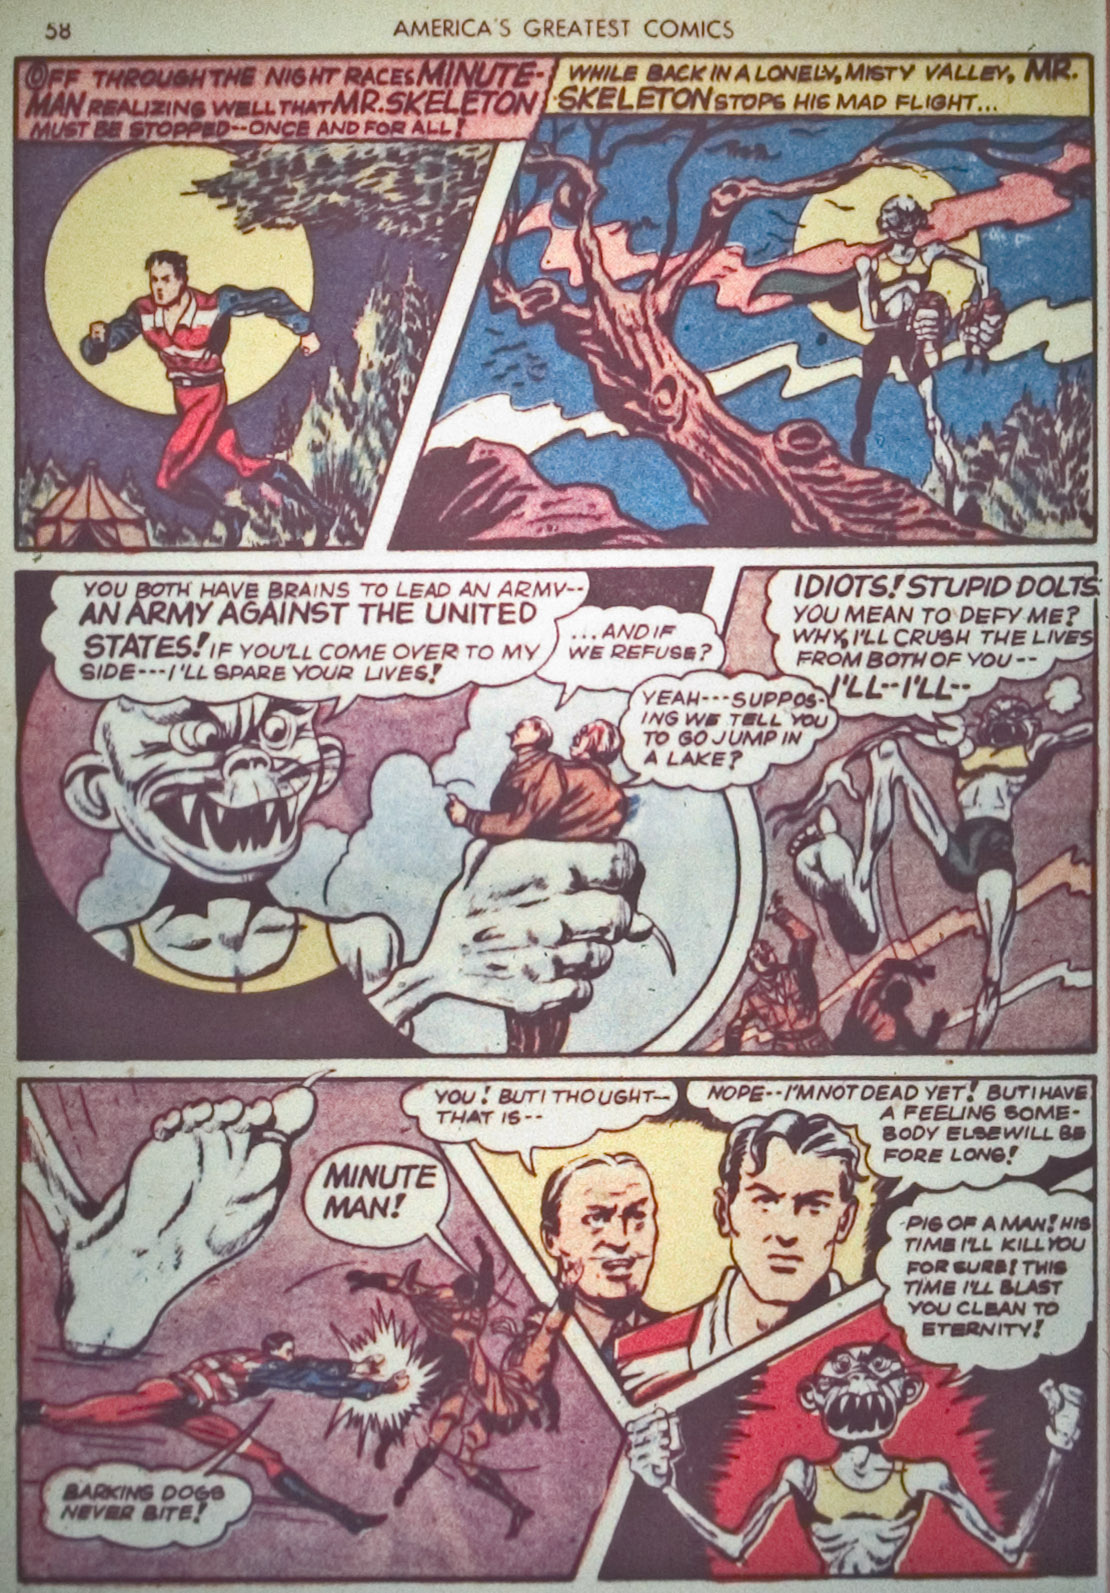 58
AMERICA'S GREATEST COMICS
OFF THROUGH THE NIGHT RACES MINUTE-
MAN REALIZING WELL THAT MR. SKELETON
MUST BE STOPPED--ONCE AND FOR ALL!
WHILE BACK IN A LONELY, MISTY VALLEY, MR.
SKELETON STOPS HIS MAD FLIGHT...
YOU BOTH HAVE BRAINS TO LEAD AN ARMY--
AN ARMY AGAINST THE UNITED
STATES! IF YOU'LL COME OVER TO MY
SIDE---I'LL SPARE YOUR LIVES!
...AND IF
WE REFUSE?
YEAH---SUPPOS-
ING WE TELL YOU
TO GO JUMP IN
A LAKE?
IDIOTS! STUPID DOLTS
YOU MEAN TO DEFY ME?
WHY, I'LL CRUSH THE LIVES
FROM BOTH OF YOU--
I'LL--I'LL--
MINUTE
MAN!
BARKING DOGS
NEVER BITE!
YOU! BUT I THOUGHT--
THAT IS--
NOPE--I'M NOT DEAD YET! BUT I HAVE
A FEELING SOME-
BODY ELSE WILL BE
FORE LONG!
PIG OF A MAN! HIS
TIME I'LL KILL YOU
FOR SURE! THIS
TIME I'LL BLAST
YOU CLEAN TO
ETERNITY!